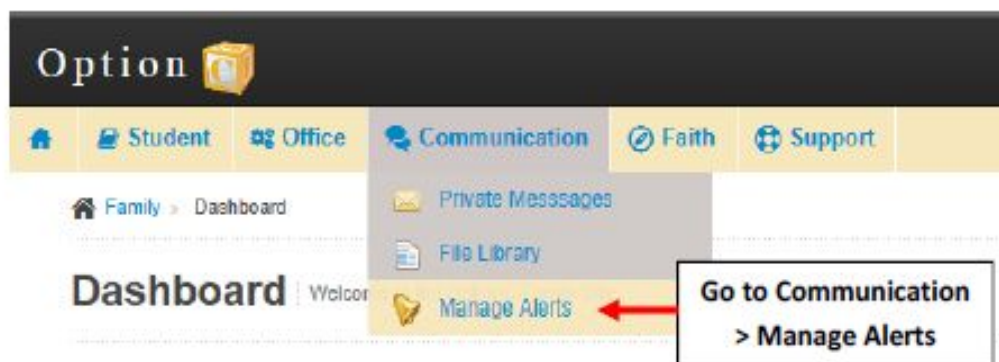 Option C
Student Office Communication Faith Support
Family » Dashboard
Private Messsages
File Library
Dashboard Welcor
Manage Alerts
Go to Communication
> Manage Alerts